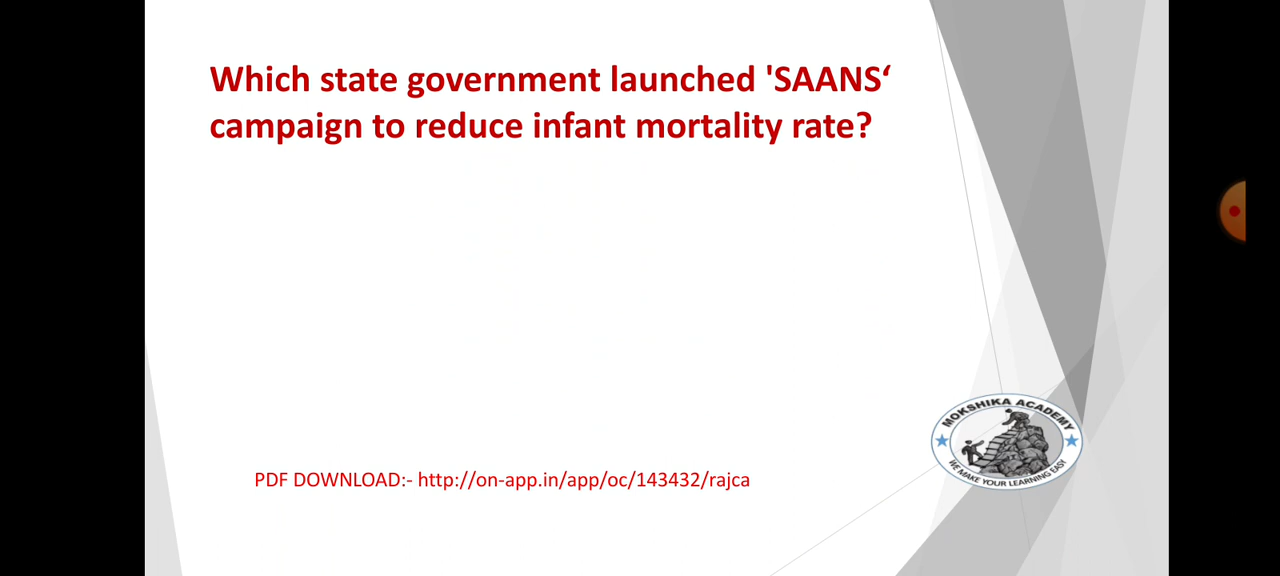 Which state government launched 'SAANS‘
campaign to reduce infant mortality rate?
MOKSHIKA ACADEMY
WE MAKE YOUR LEARNING EASY
PDF DOWNLOAD:- http://on-app.in/app/oc/143432/rajca